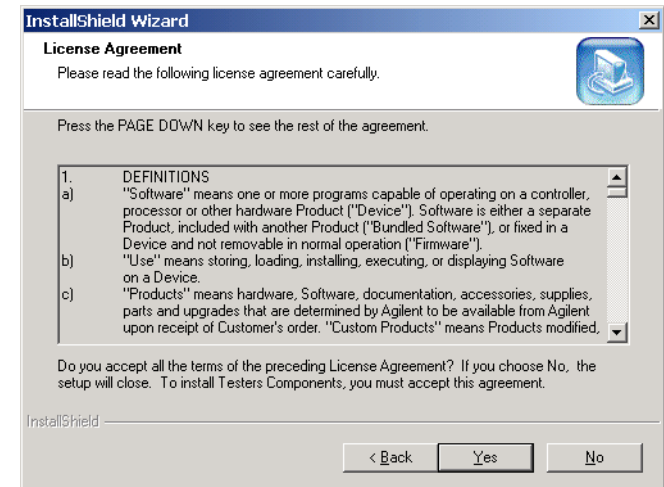 InstallShield Wizard
License Agreement
Please read the following license agreement carefully.
Press the PAGE DOWN key to see the rest of the agreement.
1. DEFINITIONS
a) "Software" means one or more programs capable of operating on a controller,
processor or other hardware Product ("Device"). Software is either a separate
Product, included with another Product ("Bundled Software"), or fixed in a
Device and not removable in normal operation ("Firmware").
b) "Use" means storing, loading, installing, executing, or displaying Software
on a Device.
c) "Products" means hardware, Software, documentation, accessories, supplies,
parts and upgrades that are determined by Agilent to be available from Agilent
upon receipt of Customer's order. "Custom Products" means Products modified,
Do you accept all the terms of the preceding License Agreement? If you choose No, the
setup will close. To install Testers Components, you must accept this agreement.
InstallShield
< Back Yes No